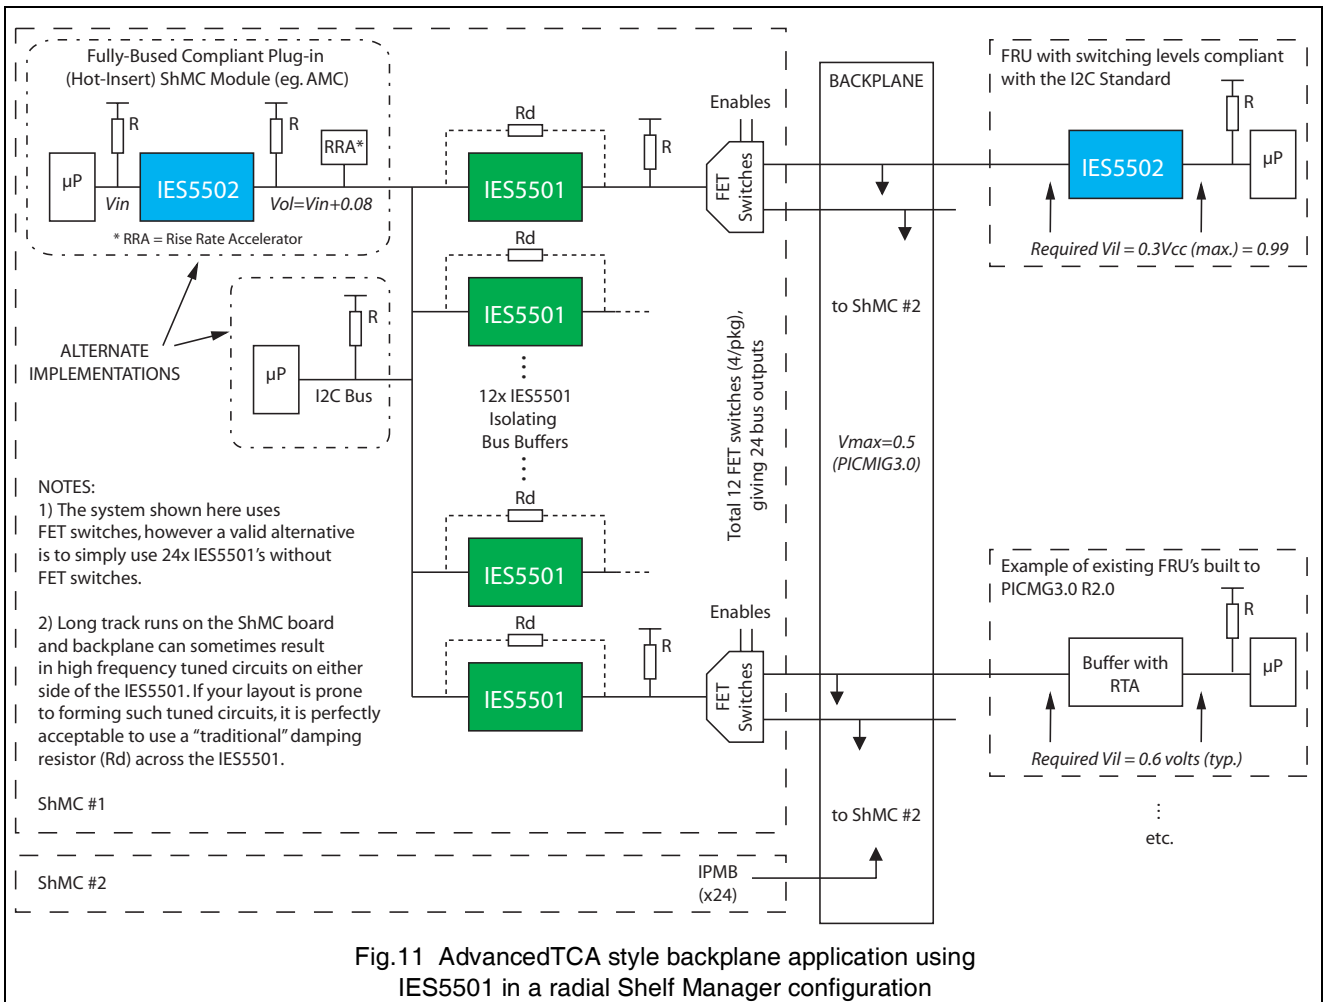 Fully-Bused Compliant Plug-in
(Hot-Insert) ShMC Module (eg. AMC)
R
R
RRA*
µP
IES5502
Vin
Vol=Vin+0.08
* RRA = Rise Rate Accelerator
ALTERNATE
IMPLEMENTATIONS
R
µP
I2C Bus
Rd
IES5501
R
Rd
IES5501
12x IES5501
Isolating
Bus Buffers
Rd
IES5501
Rd
IES5501
R
Enables
FET
Switches
Enables
FET
Switches
Total 12 FET switches (4/pkg),
giving 24 bus outputs
NOTES:
1) The system shown here uses
FET switches, however a valid alternative
is to simply use 24x IES5501's without
FET switches.
2) Long track runs on the ShMC board
and backplane can sometimes result
in high frequency tuned circuits on either
side of the IES5501. If your layout is prone
to forming such tuned circuits, it is perfectly
acceptable to use a “traditional” damping
resistor (Rd) across the IES5501.
ShMC #1
ShMC #2
IPMB
(x24)
BACKPLANE
to ShMC #2
Vmax=0.5
(PICMIG3.0)
to ShMC #2
FRU with switching levels compliant
with the I2C Standard
R
IES5502
µP
Required Vil = 0.3Vcc (max.) = 0.99
Example of existing FRU's built to
PICMG3.0 R2.0
R
Buffer with
RTA
µP
Required Vil = 0.6 volts (typ.)
etc.
Fig.11 AdvancedTCA style backplane application using
IES5501 in a radial Shelf Manager configuration